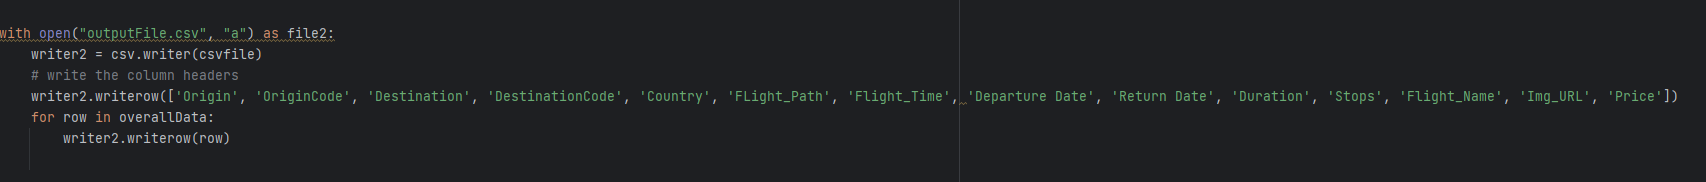 with open("outputFile.csv", "a") as file2:
    writer2 = csv.writer(csvfile)
    # write the column headers
    writer2.writerow(['Origin', 'OriginCode', 'Destination', 'DestinationCode', 'Country', 'FLight_Path', 'Flight_Time', 'Departure Date', 'Return Date', 'Duration', 'Stops', 'Flight_Name', 'Img_URL', 'Price'])
    for row in overallData:
        writer2.writerow(row)